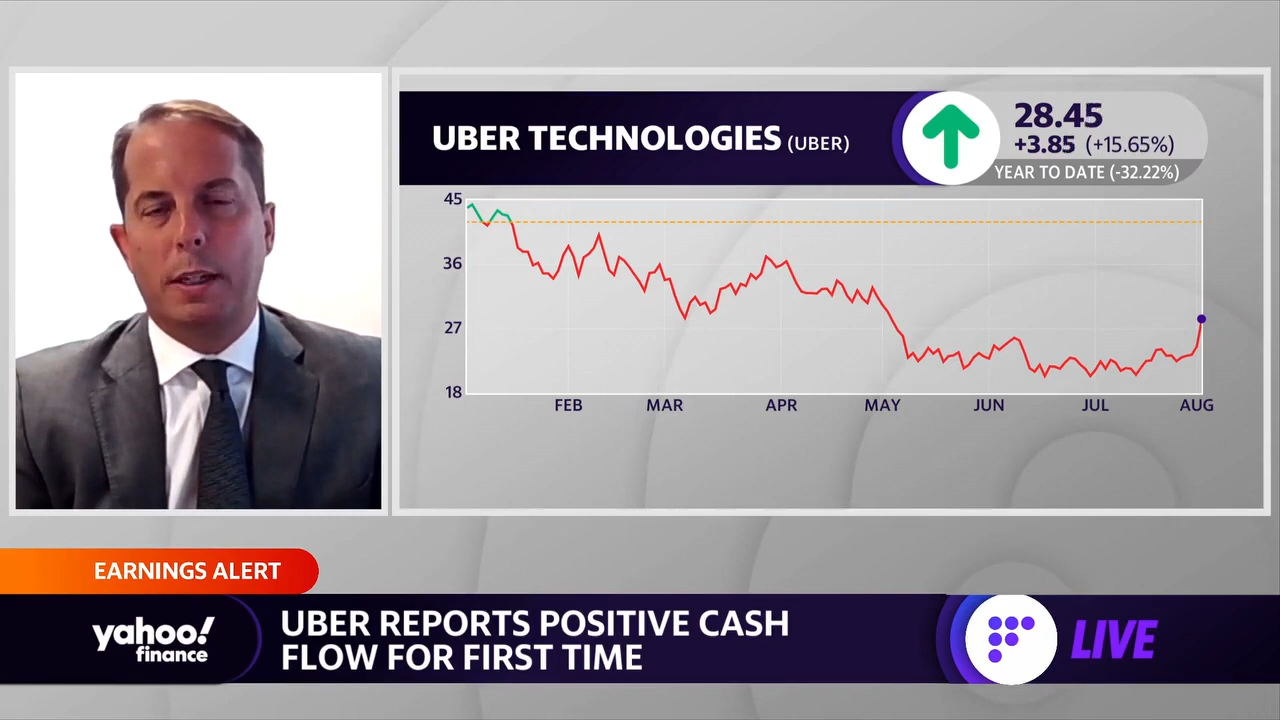 UBER TECHNOLOGIES (UBER)
28.45
+3.85 (+15.65%)
YEAR TO DATE (-32.22%)
45
36
27
18
FEB MAR APR MAY JUN JUL AUG
EARNINGS ALERT
yahoo!
finance
UBER REPORTS POSITIVE CASH
FLOW FOR FIRST TIME
LIVE